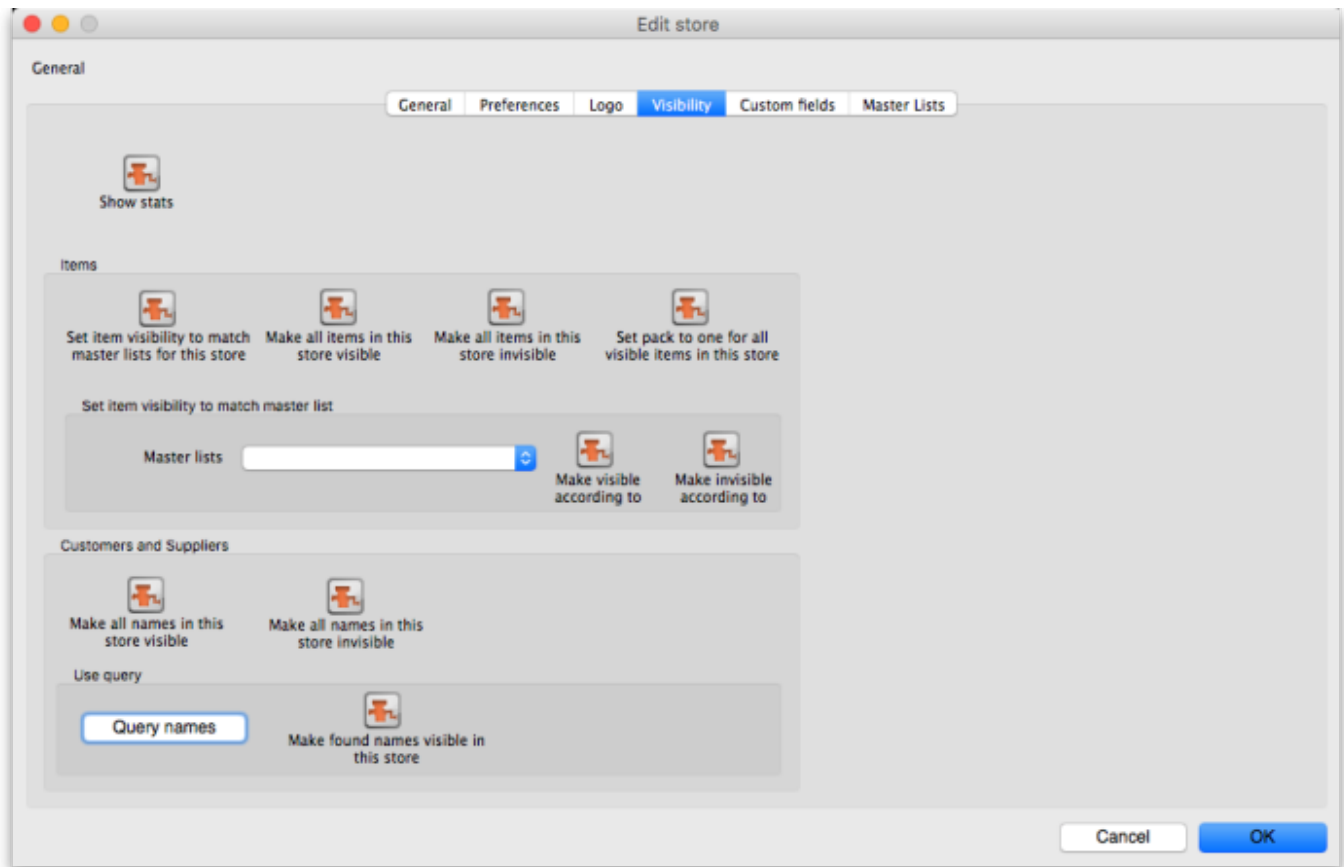 Edit store
General
General Preferences Logo Visibility Custom fields Master Lists
Show stats
Items
Set item visibility to match
master lists for this store
Make all items in this
store visible
Make all items in this
store invisible
Set pack to one for all
visible items in this store
Set item visibility to match master list
Master lists
Make visible
according to
Make invisible
according to
Customers and Suppliers
Make all names in this
store visible
Make all names in this
store invisible
Use query
Query names
Make found names visible in
this store
Cancel
OK